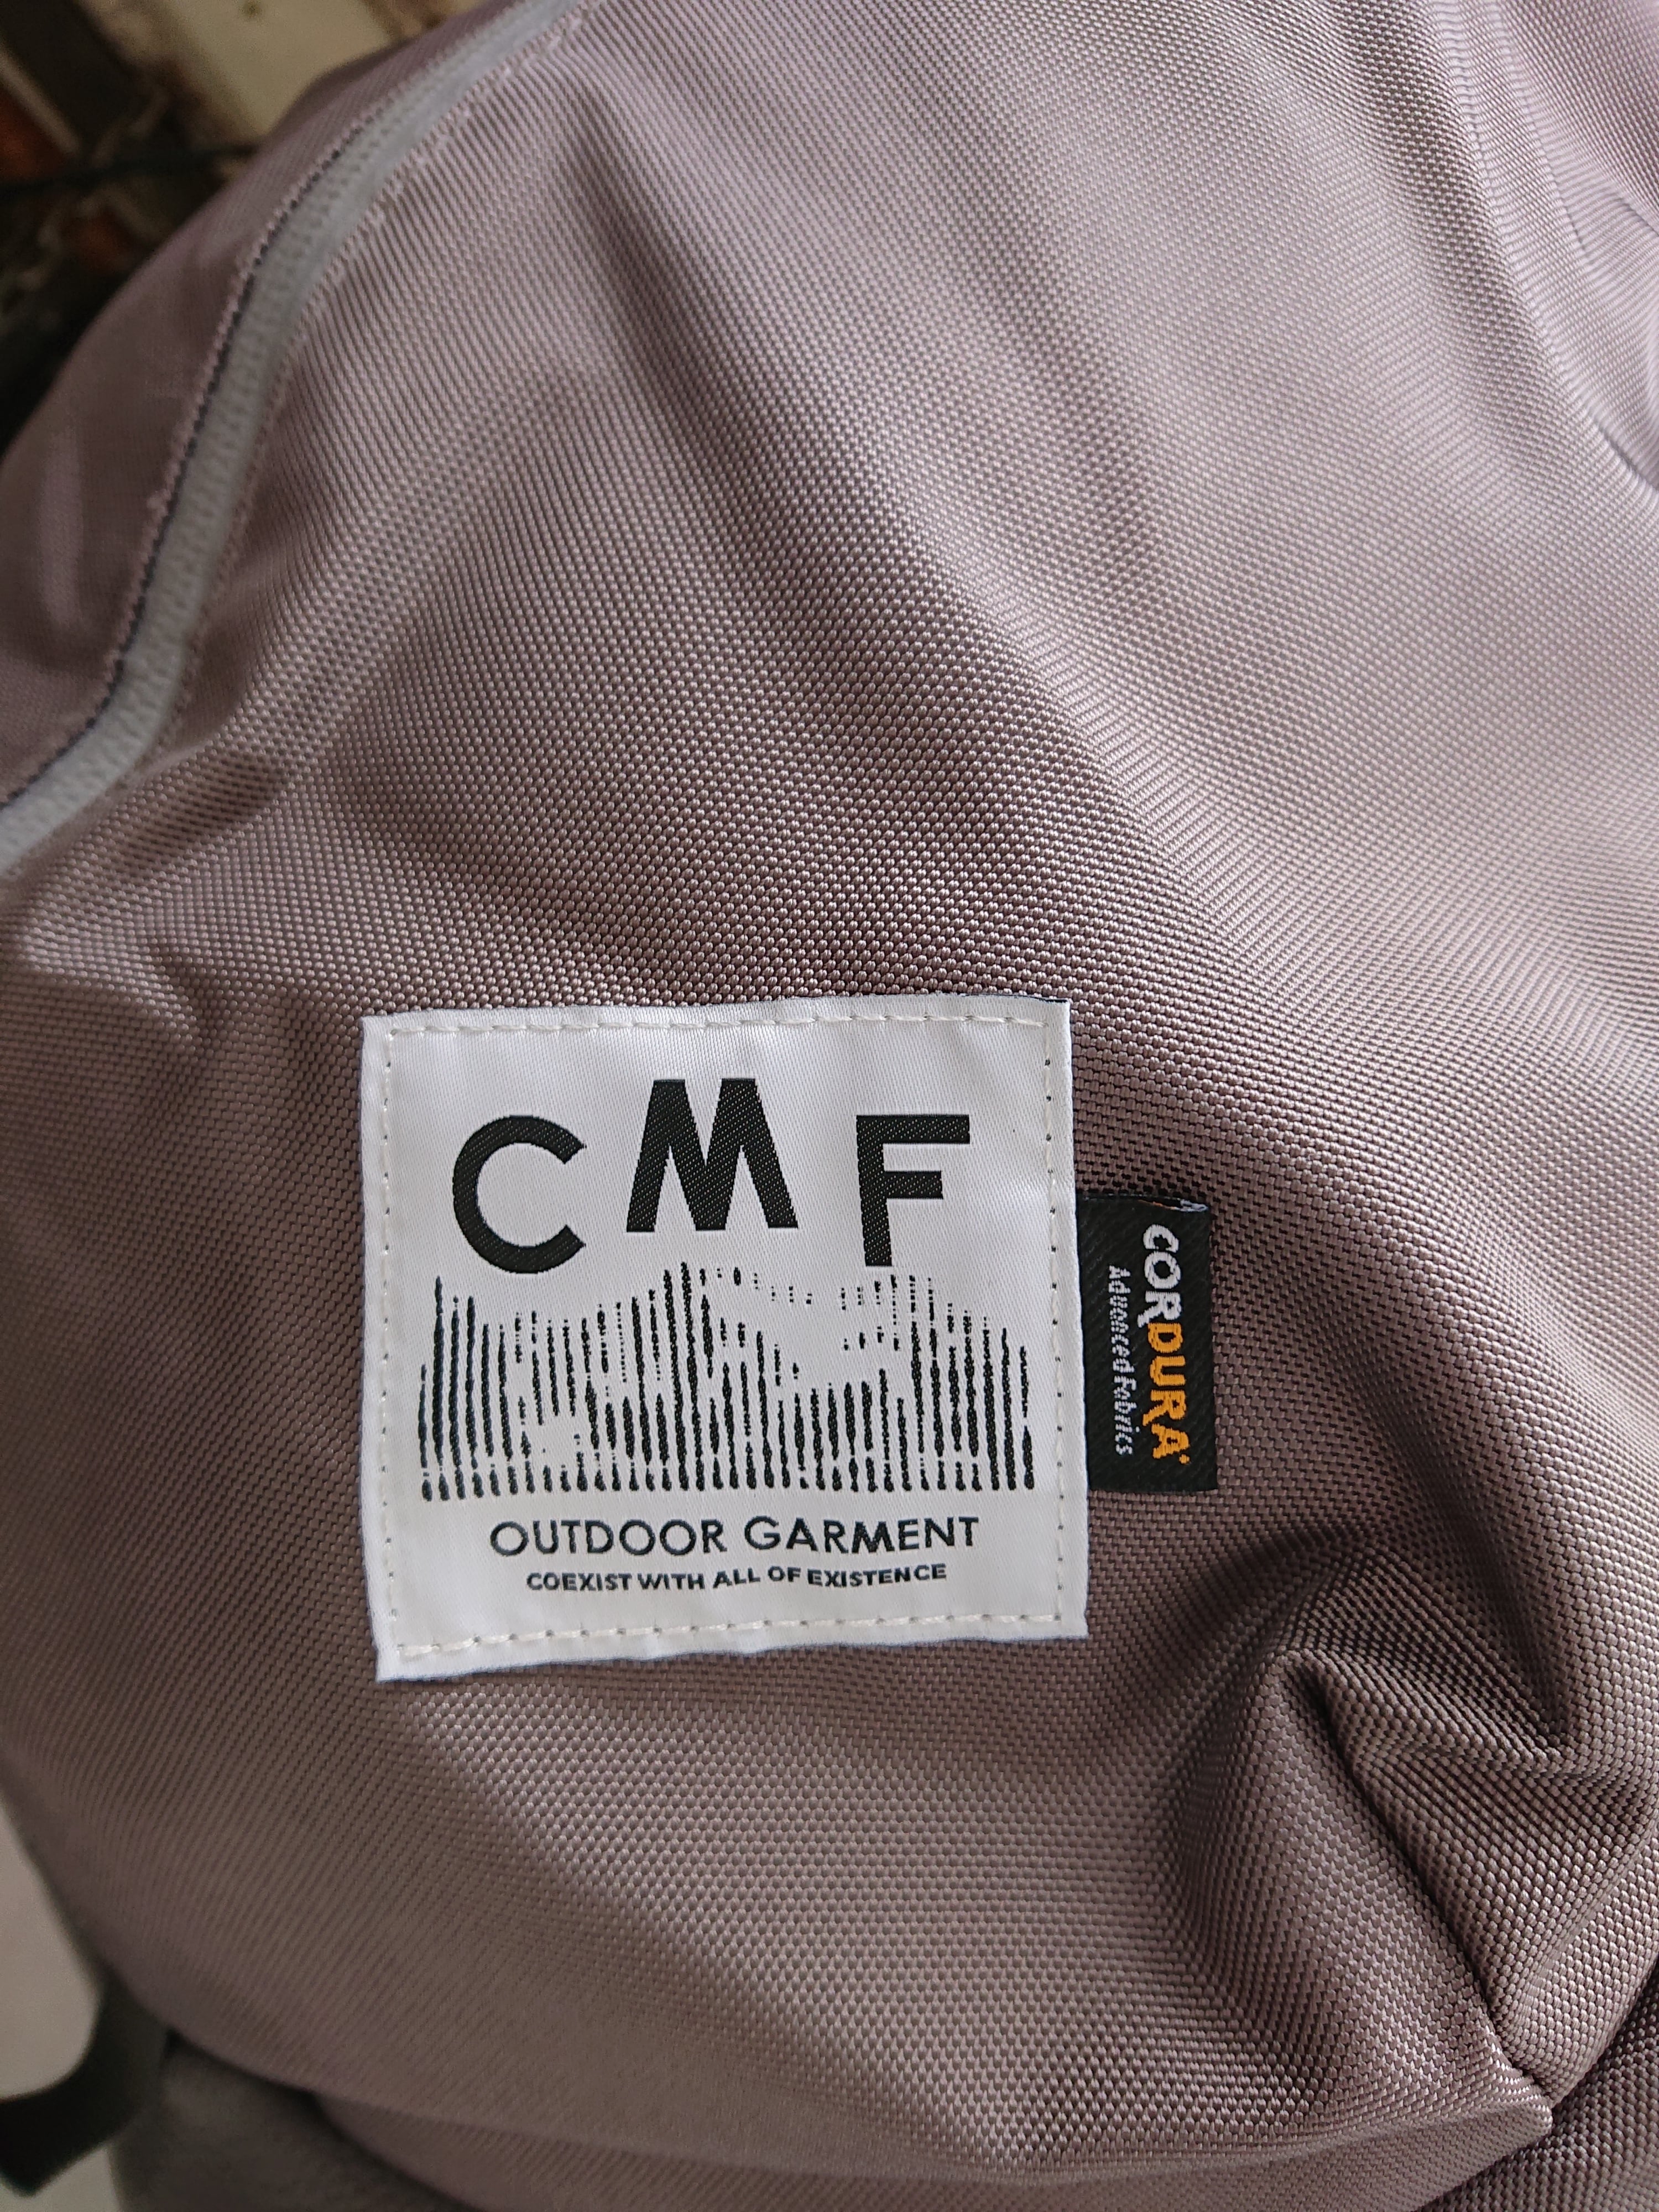 CMF
OUTDOOR GARMENT
COEXIST WITH ALL OF EXISTENCE
CORDURA
Advanced Fabrics